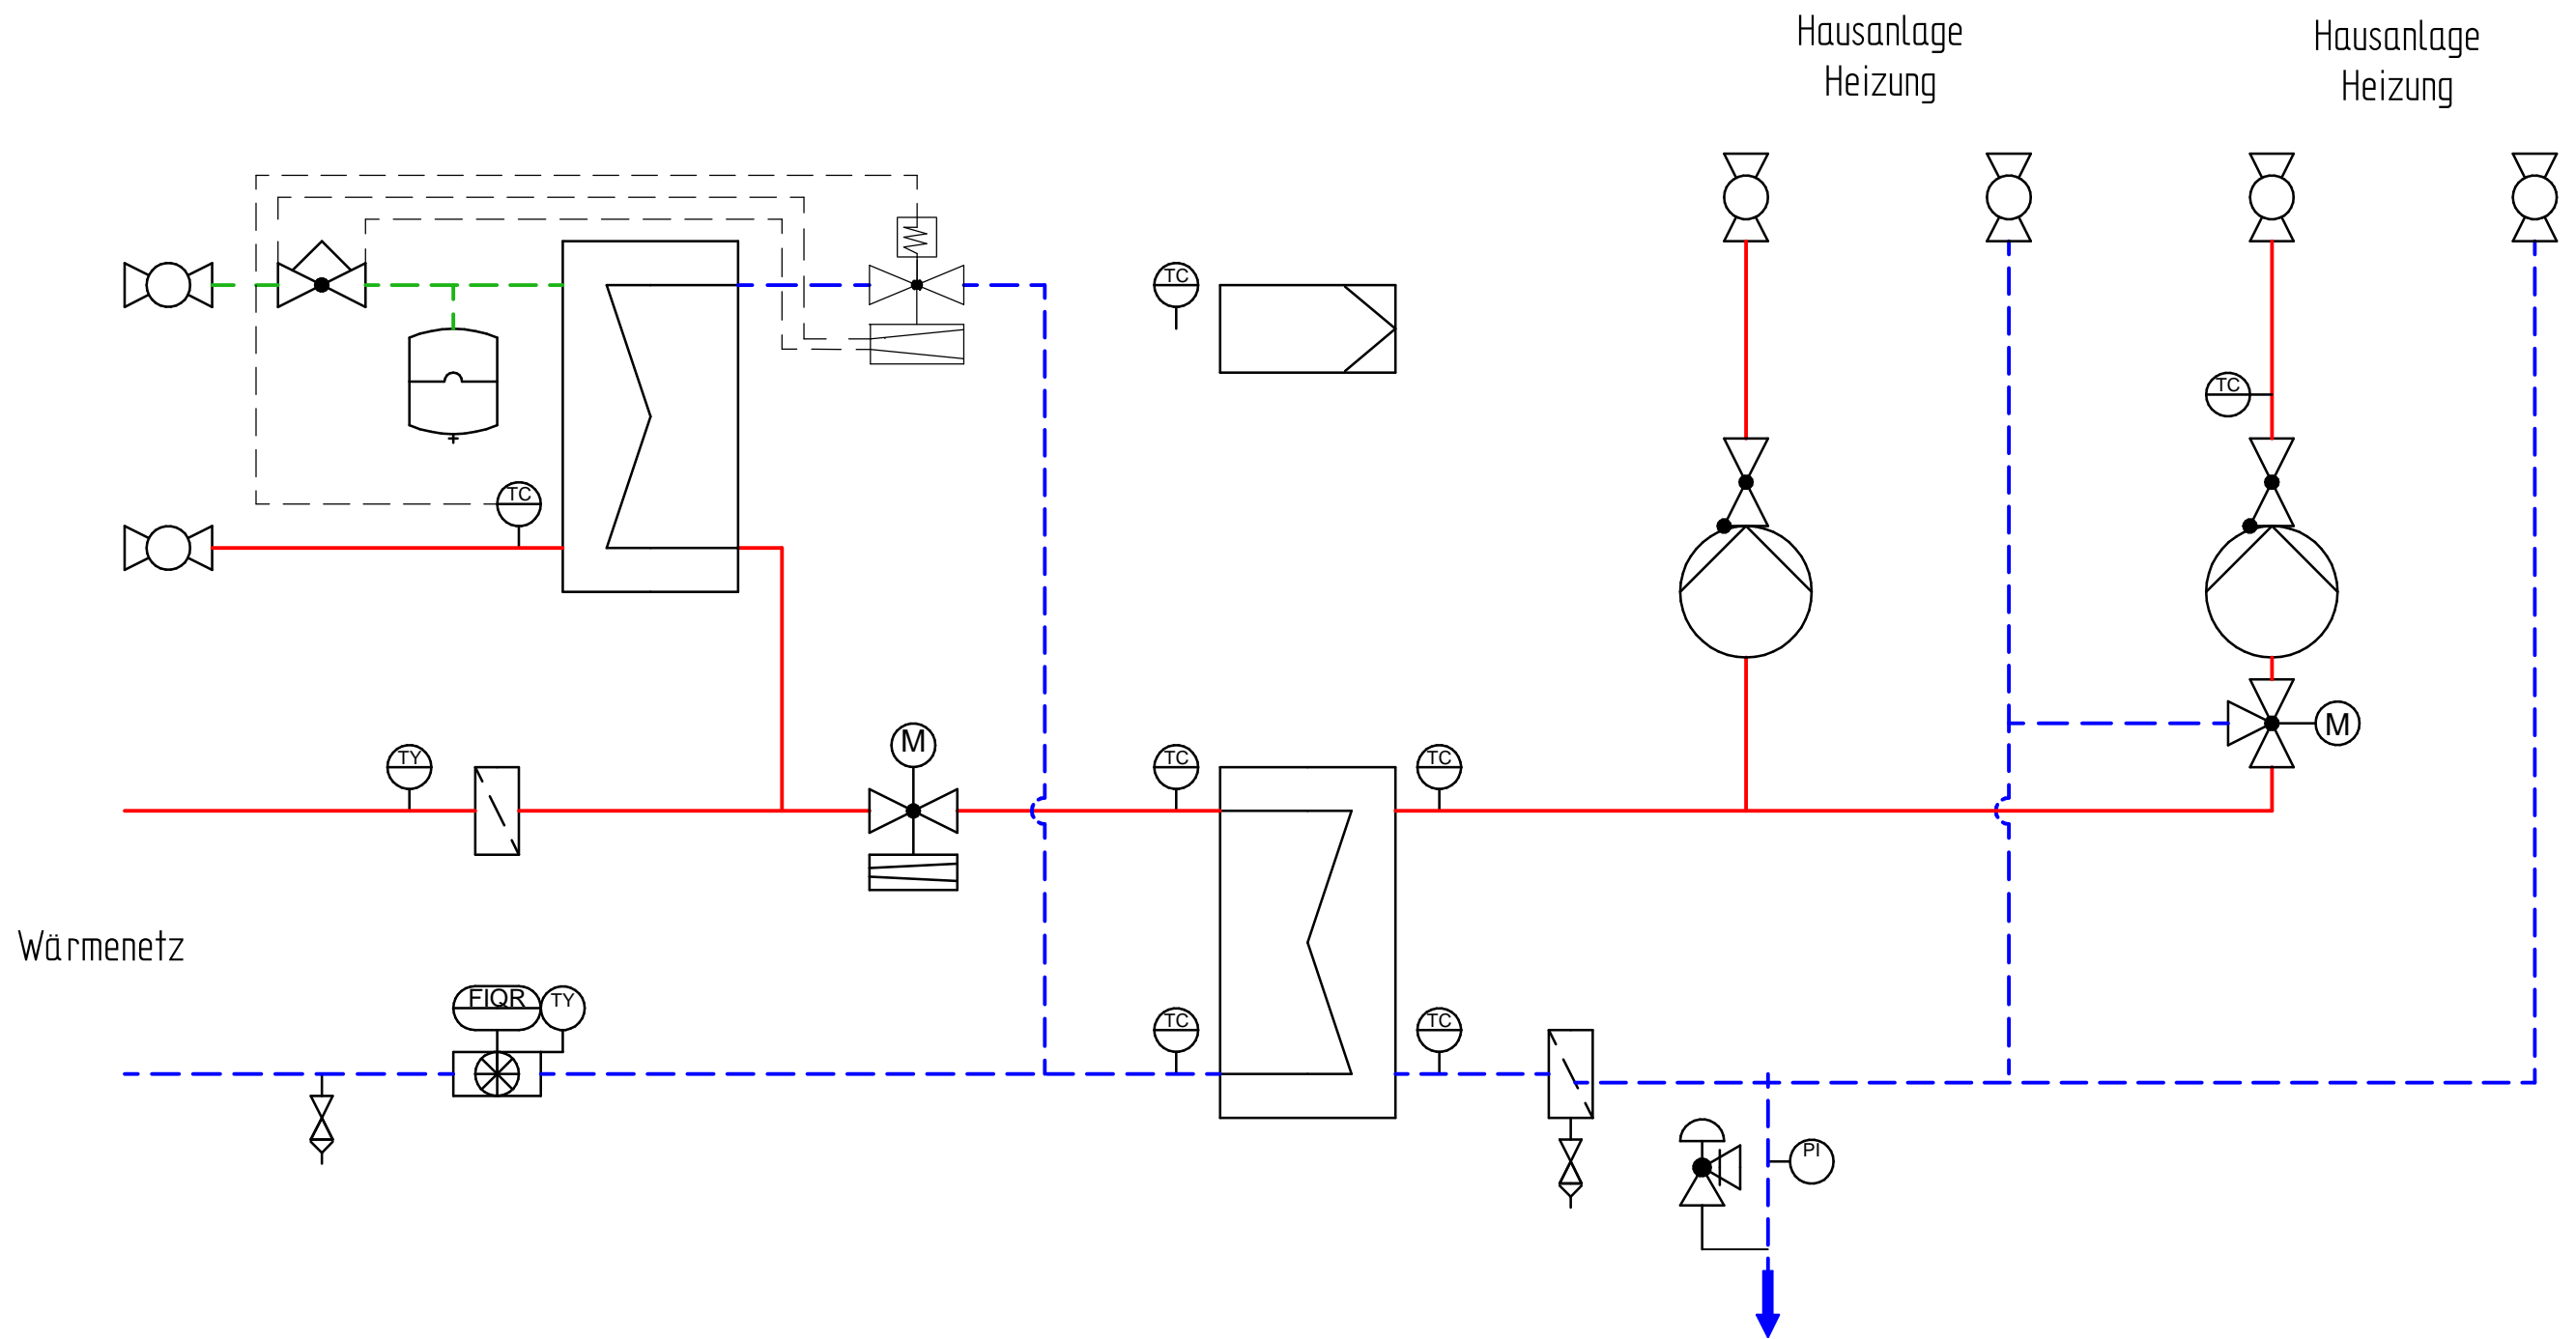 Hausanlage
Heizung
Hausanlage
Heizung
TC
TC
TC
M
M
TY
TC
TC
Wärmenetz
FIQR
TY
TC
TC
PI